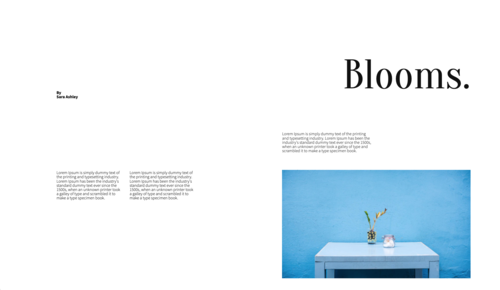 Blooms.
By
Sara Ashley
Lorem Ipsum is simply dummy text of the printing
and typesetting industry. Lorem Ipsum has been the
industry's standard dummy text ever since the 1500s,
when an unknown printer took a galley of type and
scrambled it to make a type specimen book.
Lorem Ipsum is simply dummy text of
the printing and typesetting industry.
Lorem Ipsum has been the industry's
standard dummy text ever since the
1500s, when an unknown printer took
a galley of type and scrambled it to
make a type specimen book.
Lorem Ipsum is simply dummy text of
the printing and typesetting industry.
Lorem Ipsum has been the industry's
standard dummy text ever since the
1500s, when an unknown printer took
a galley of type and scrambled it to
make a type specimen book.